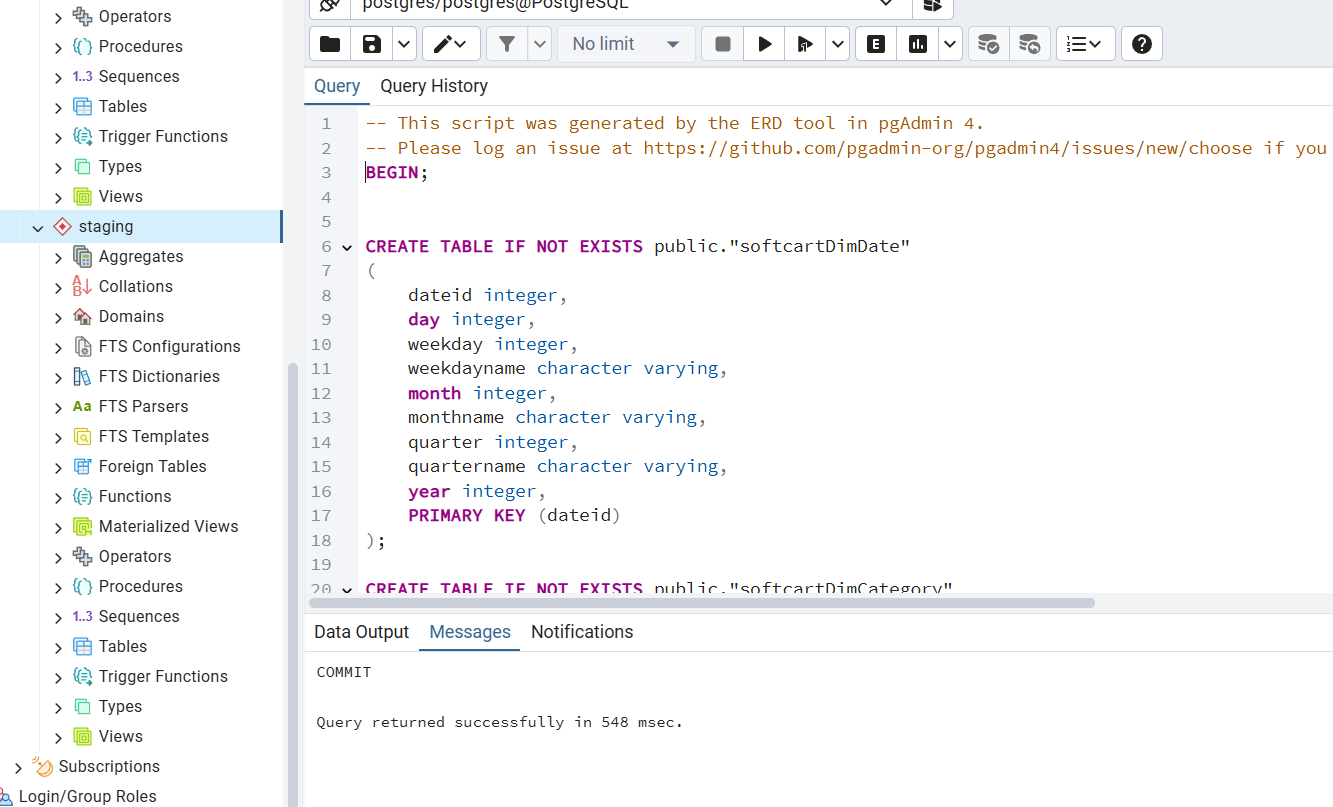 Operators
Procedures
1..3 Sequences
Tables
Trigger Functions
Types
Views
staging
Aggregates
Collations
Domains
FTS Configurations
FTS Dictionaries
Aa FTS Parsers
FTS Templates
Foreign Tables
Functions
Materialized Views
Operators
Procedures
1..3 Sequences
Tables
Trigger Functions
Types
Views
Subscriptions
Login/Group Roles
postgres/postgres@PostgreSQL
No limit
E
Query Query History
1 -- This script was generated by the ERD tool in pgAdmin 4.
2 -- Please log an issue at https://github.com/pgadmin-org/pgadmin4/issues/new/choose if you
3 BEGIN;
4
5
6 CREATE TABLE IF NOT EXISTS public."softcartDimDate"
7 (
8 dateid integer,
9 day integer,
10 weekday integer,
11 weekdayname character varying,
12 month integer,
13 monthname character varying,
14 quarter integer,
15 quartername character varying,
16 year integer,
17 PRIMARY KEY (dateid)
18 );
19
20 CREATE TABLE IF NOT EXISTS public."softcartDimCategory"
Data Output Messages Notifications
COMMIT
Query returned successfully in 548 msec.